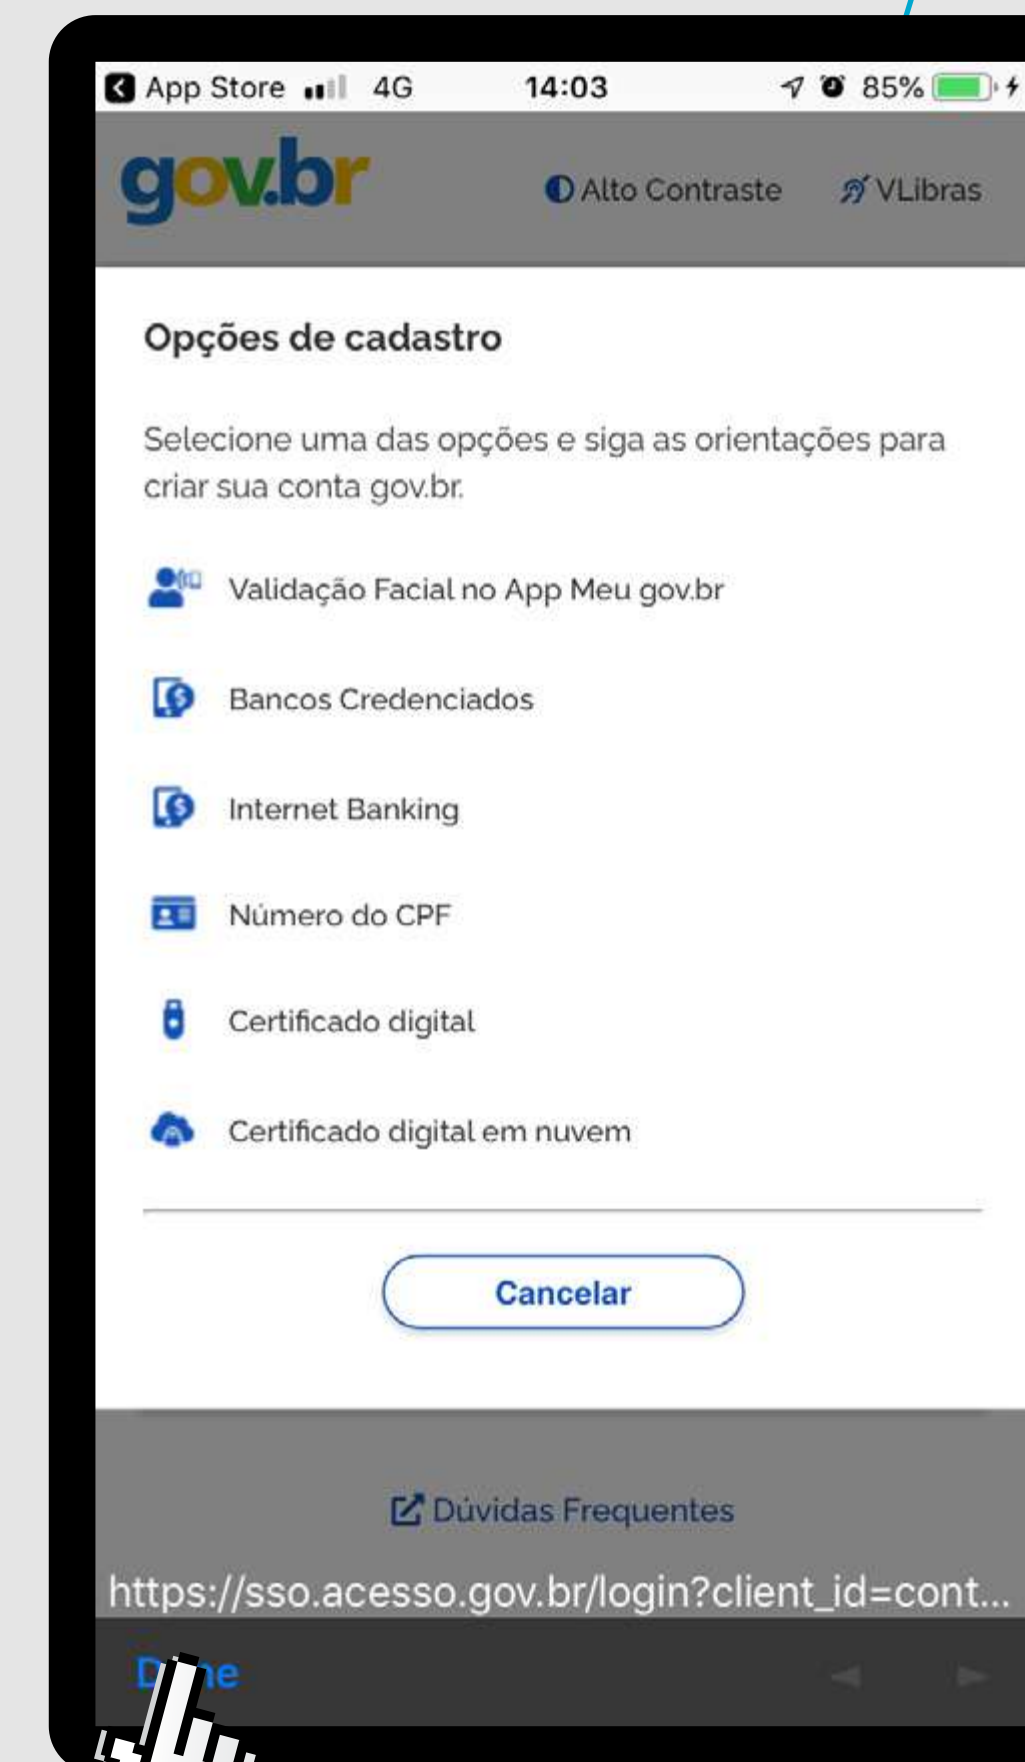 App Store 4G 14:03 85%
gov.br Alto Contraste VLibras
Opções de cadastro
Selecione uma das opções e siga as orientações para
criar sua conta gov.br.
Validação Facial no App Meu gov.br
Bancos Credenciados
Internet Banking
Número do CPF
Certificado digital
Certificado digital em nuvem
Cancelar
Dúvidas Frequentes
https://sso.acesso.gov.br/login?client_id=cont...